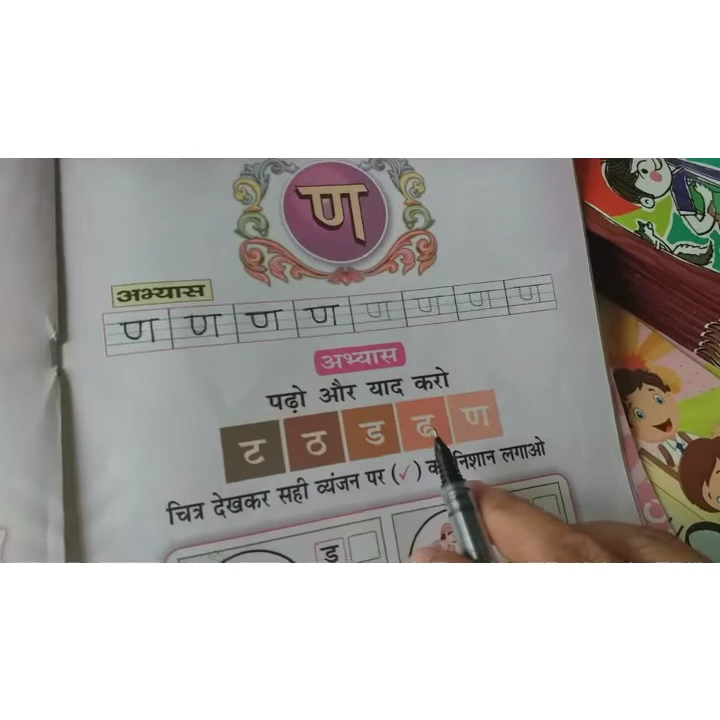 ण
अभ्यास
ण ण ण ण ण ण ण ण
अभ्यास
पढ़ो और याद करो
ट ठ ड ढ ण
चित्र देखकर सही व्यंजन पर (✓) निशान लगाओ
ड